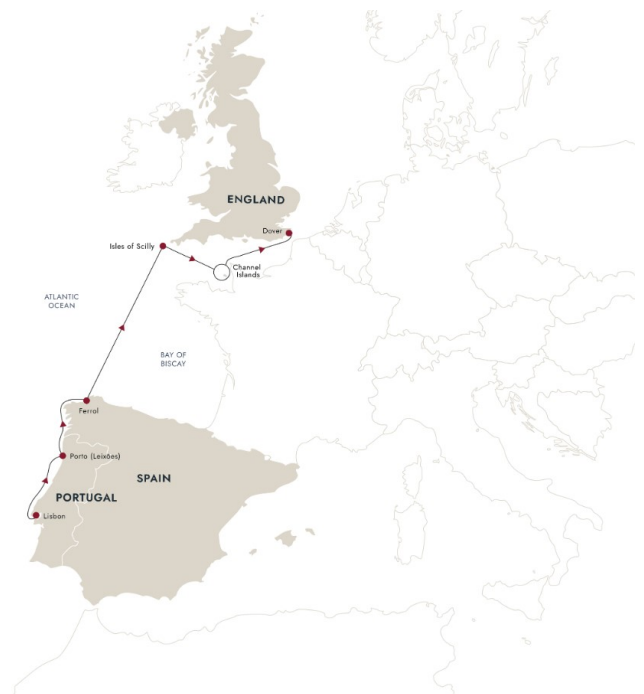 ENGLAND
Dover
Isles of Scilly
Channel
Islands
ATLANTIC
OCEAN
BAY OF
BISCAY
Ferrol
Porto (Leixões)
SPAIN
PORTUGAL
Lisbon